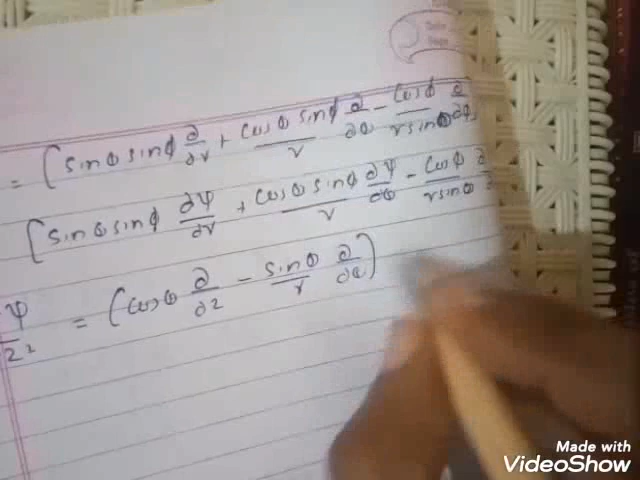 = (sinθ sinφ ∂/∂r + cosθ sinφ/r ∂/∂θ - cosφ/r sinθ ∂/∂φ
[sinθ sinφ ∂ψ/∂r + cosθ sinφ/r ∂ψ/∂θ - cosφ/r sinθ ∂
ψ/z² = (cosθ ∂/∂z - sinθ/r ∂/∂θ)
Made with
VideoShow